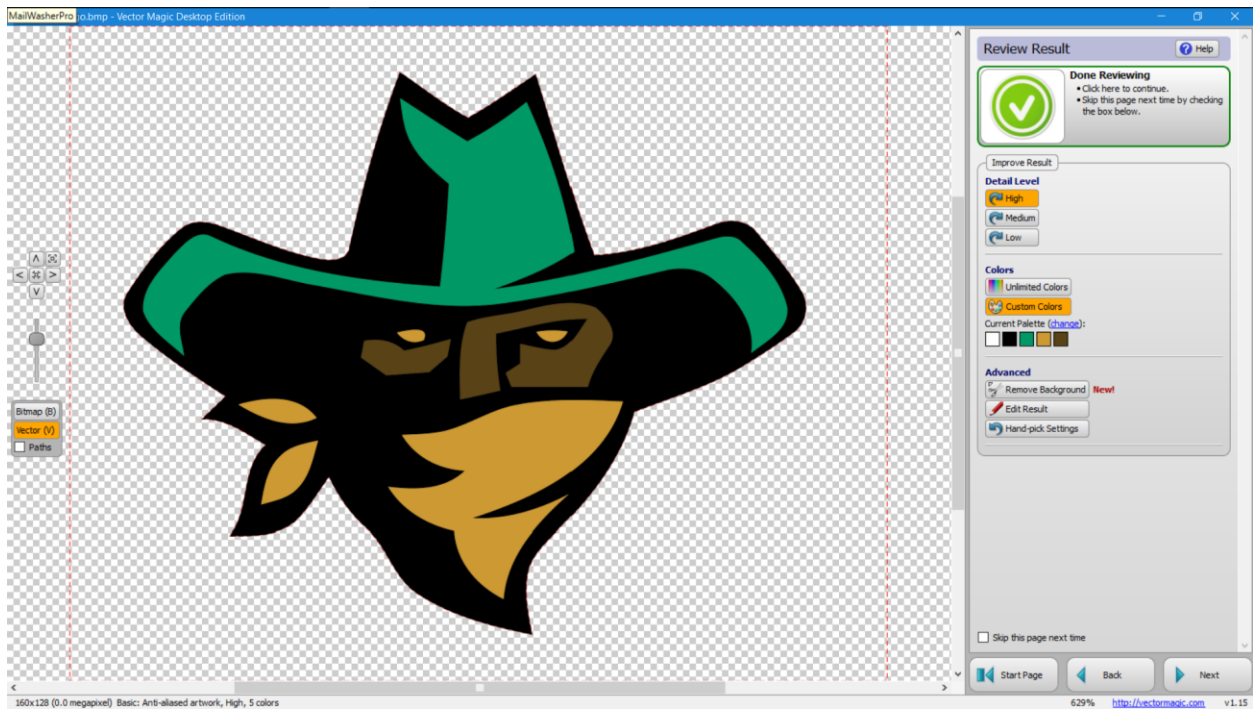 MailWasherPro go.bmp - Vector Magic Desktop Edition
Review Result
Help
Done Reviewing
• Click here to continue.
• Skip this page next time by checking
the box below.
Improve Result
Detail Level
High
Medium
Low
Colors
Unlimited Colors
Custom Colors
Current Palette (change):
Advanced
Remove Background New!
Edit Result
Hand-pick Settings
Bitmap (B)
Vector (V)
Paths
Skip this page next time
Start Page
Back
Next
160x128 (0.0 megapixel) Basic: Anti-aliased artwork, High, 5 colors
629% http://vectormagic.com v1.15